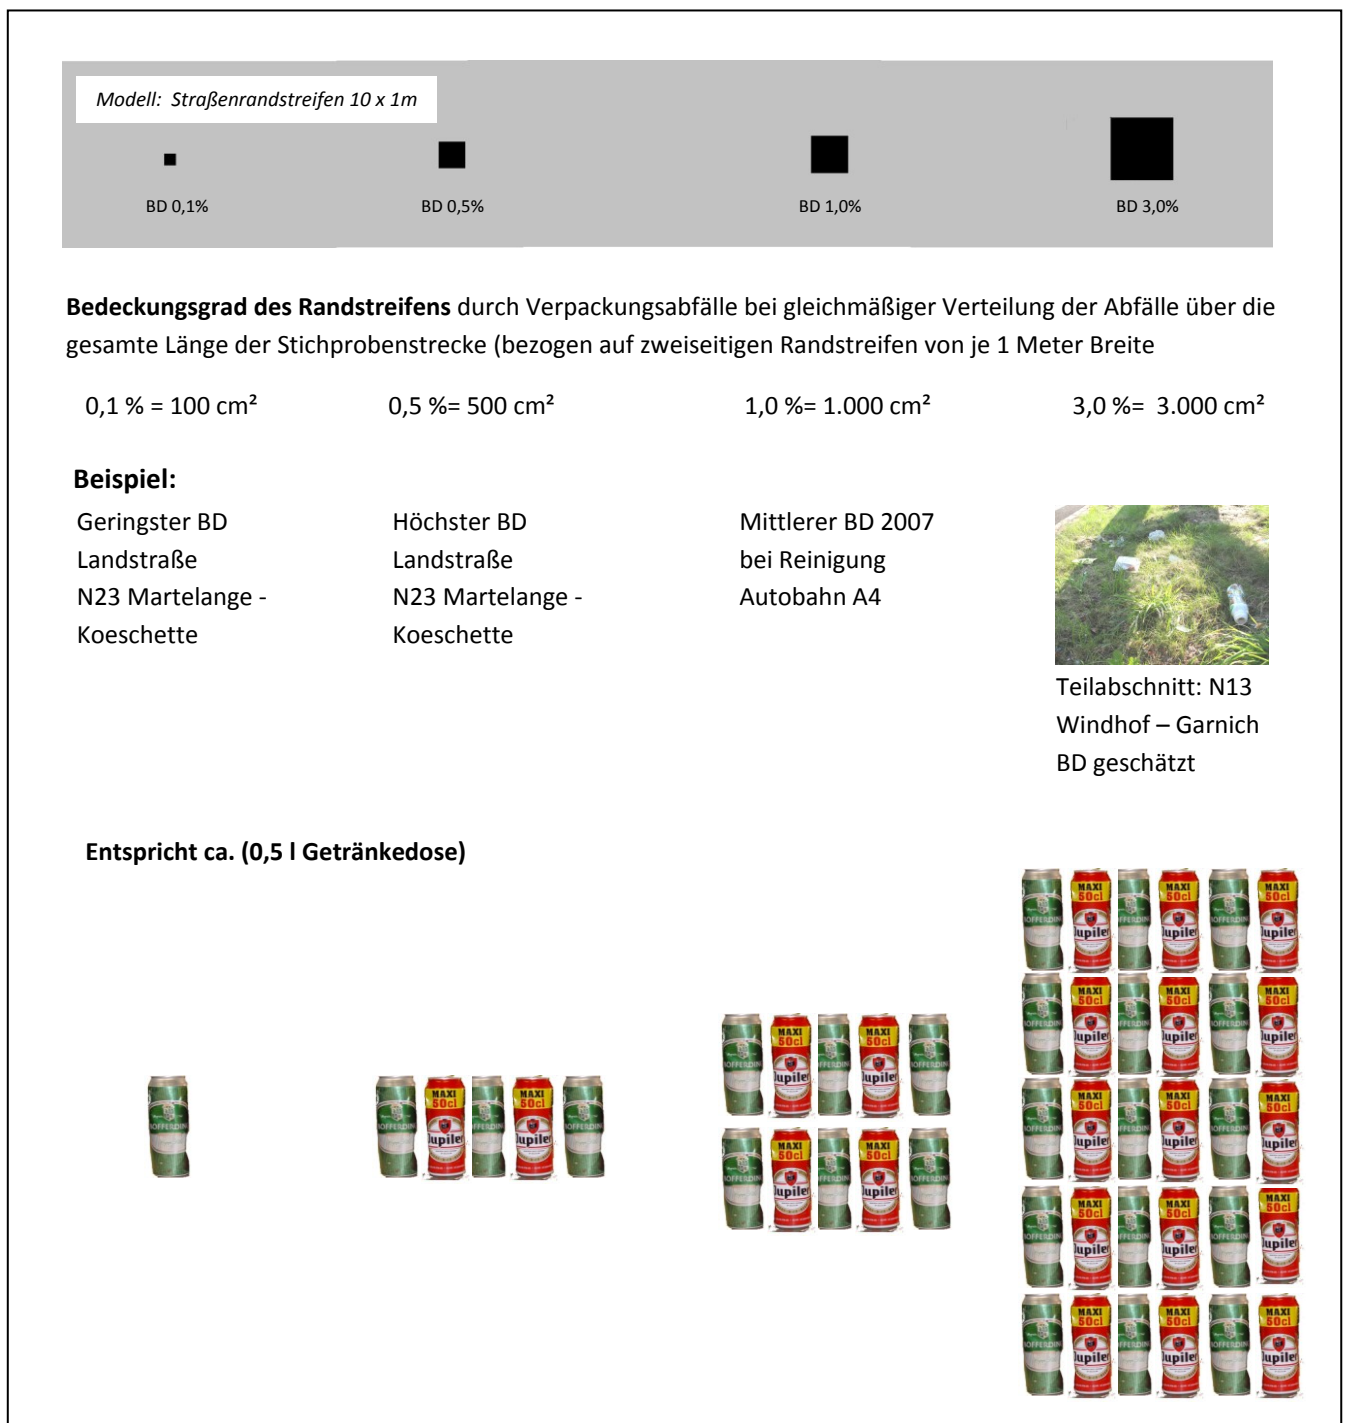 Modell: Straßenrandstreifen 10 x 1m
BD 0,1%
BD 0,5%
BD 1,0%
BD 3,0%
Bedeckungsgrad des Randstreifens durch Verpackungsabfälle bei gleichmäßiger Verteilung der Abfälle über die
gesamte Länge der Stichprobenstrecke (bezogen auf zweiseitigen Randstreifen von je 1 Meter Breite
0,1 % = 100 cm²
0,5 %= 500 cm²
1,0 %= 1.000 cm²
3,0 %= 3.000 cm²
Beispiel:
Geringster BD
Landstraße
N23 Martelange -
Koeschette
Höchster BD
Landstraße
N23 Martelange -
Koeschette
Mittlerer BD 2007
bei Reinigung
Autobahn A4
Teilabschnitt: N13
Windhof – Garnich
BD geschätzt
Entspricht ca. (0,5 l Getränkedose)
MAXI
50cl
Jupiler